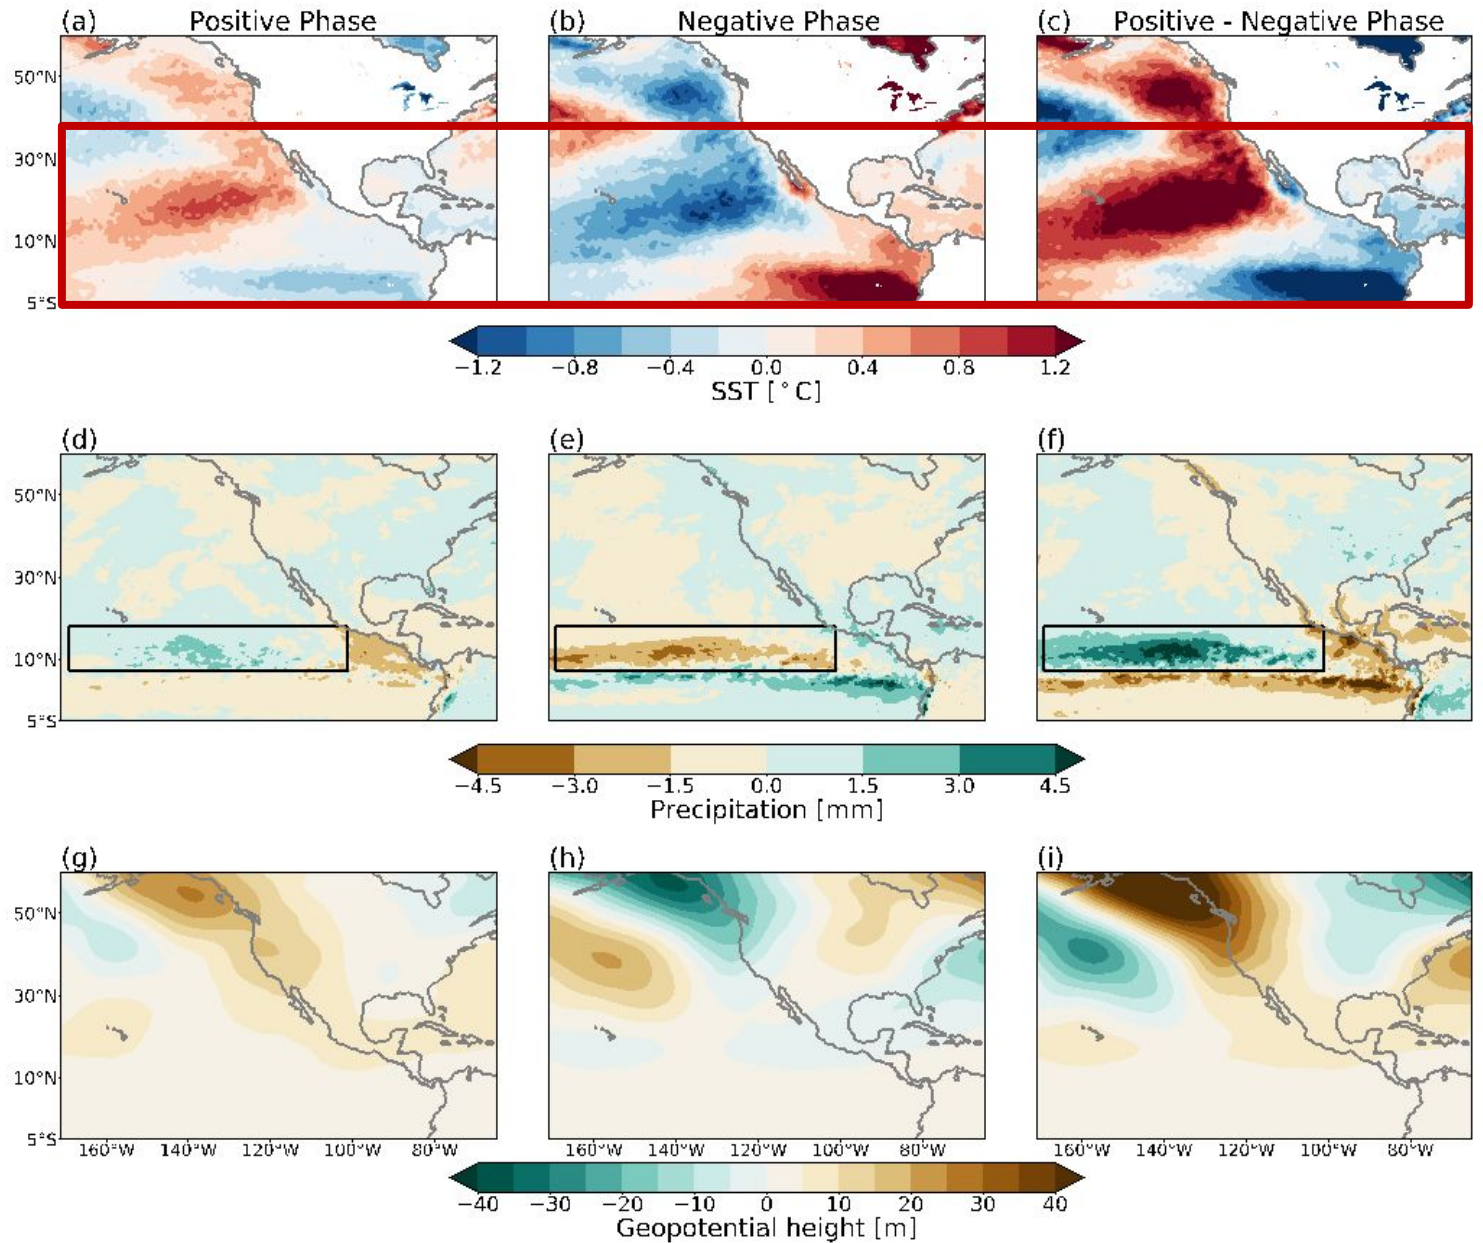 (a) Positive Phase
(b) Negative Phase
(c) Positive - Negative Phase
50°N
30°N
10°N
5°S
−1.2 −0.8 −0.4 0.0 0.4 0.8 1.2
SST [°C]
(d) (e) (f)
50°N
30°N
10°N
5°S
−4.5 −3.0 −1.5 0.0 1.5 3.0 4.5
Precipitation [mm]
(g) (h) (i)
50°N
30°N
10°N
5°S
160°W 140°W 120°W 100°W 80°W 160°W 140°W 120°W 100°W 80°W 160°W 140°W 120°W 100°W 80°W
−40 −30 −20 −10 0 10 20 30 40
Geopotential height [m]